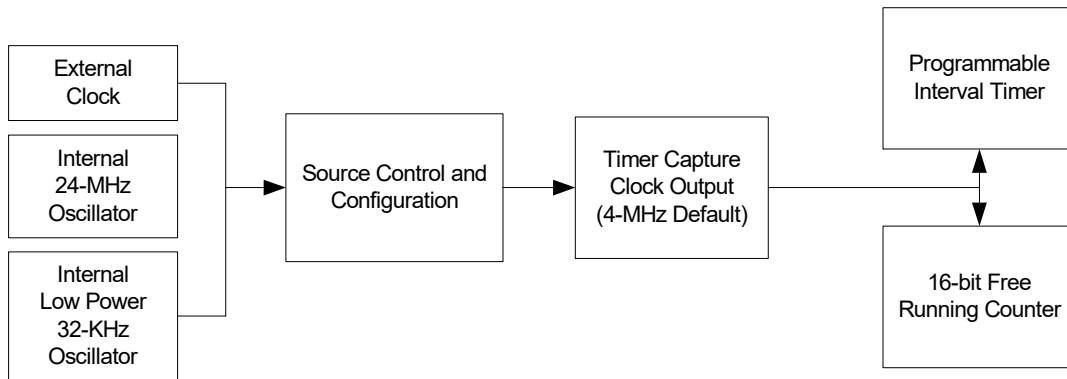 External
Clock
Internal
24-MHz
Oscillator
Internal
Low Power
32-KHz
Oscillator
Source Control and
Configuration
Timer Capture
Clock Output
(4-MHz Default)
Programmable
Interval Timer
16-bit Free
Running Counter